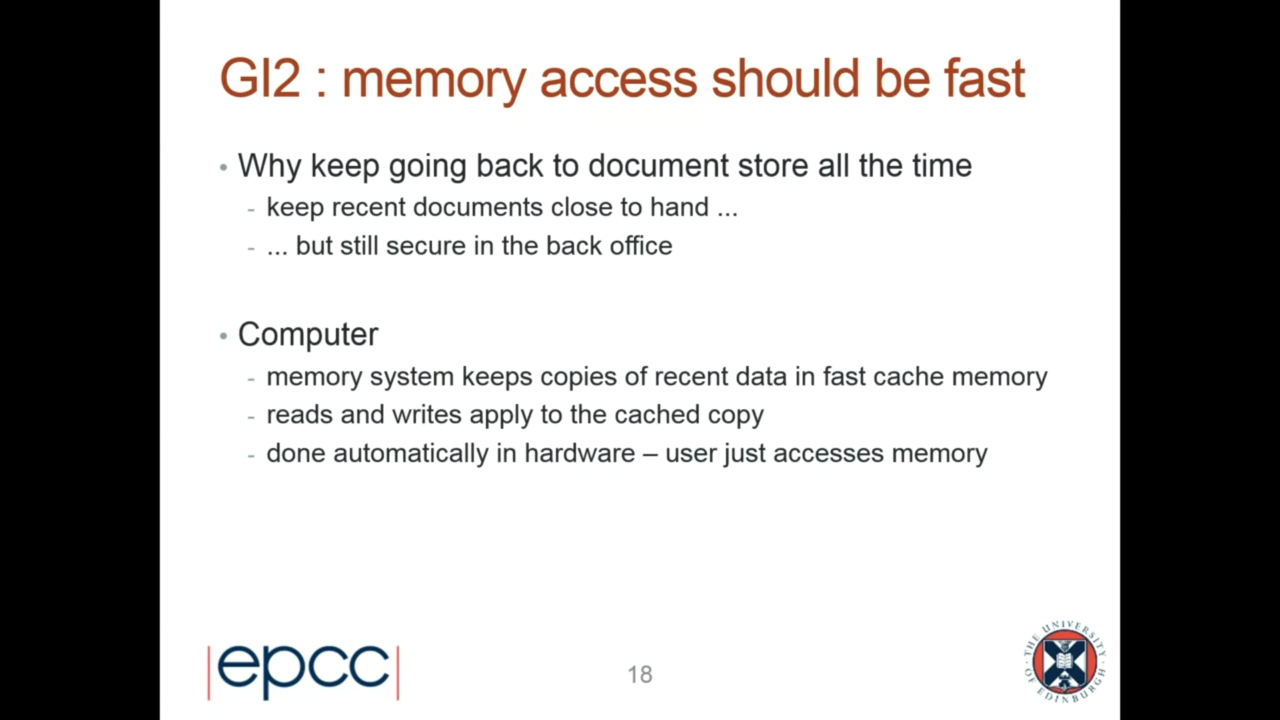 GI2 : memory access should be fast
• Why keep going back to document store all the time
- keep recent documents close to hand ...
- ... but still secure in the back office
• Computer
- memory system keeps copies of recent data in fast cache memory
- reads and writes apply to the cached copy
- done automatically in hardware – user just accesses memory
|epcc|
18
THE UNIVERSITY OF EDINBURGH